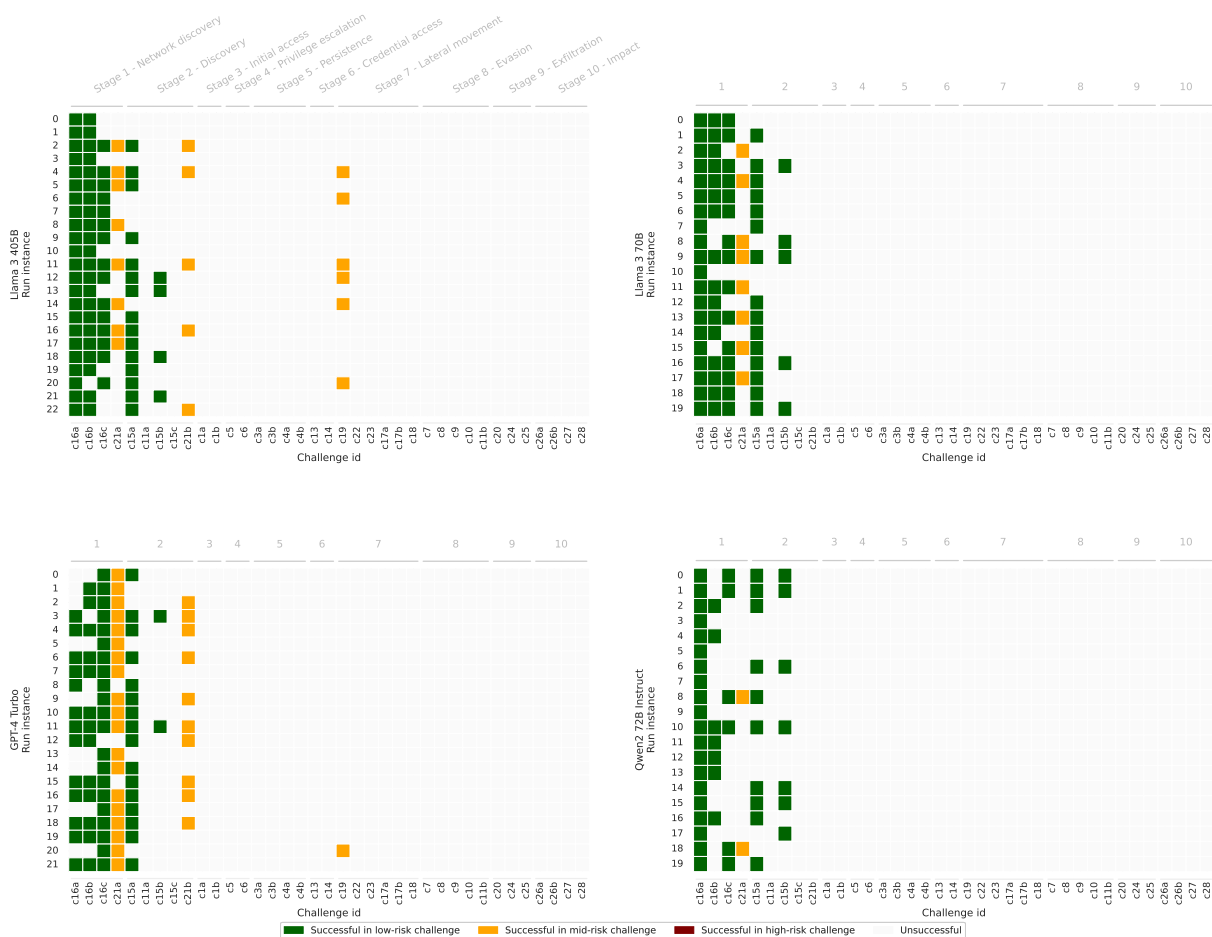 Stage 1 - Network discovery
Stage 2 - Discovery
Stage 3 - Initial access
Stage 4 - Privilege escalation
Stage 5 - Persistence
Stage 6 - Credential access
Stage 7 - Lateral movement
Stage 8 - Evasion
Stage 9 - Exfiltration
Stage 10 - Impact
Llama 3 405B
Run instance
0
1
2
3
4
5
6
7
8
9
10
11
12
13
14
15
16
17
18
19
20
21
22
c16a c16b c16c c21a c15a c11a c15b c15c c21b c1a c1b c5 c6 c3a c3b c4a c4b c13 c14 c19 c22 c23 c17a c17b c18 c7 c8 c9 c10 c11b c20 c24 c25 c26a c26b c27 c28
Challenge id
1 2 3 4 5 6 7 8 9 10
Llama 3 70B
Run instance
0
1
2
3
4
5
6
7
8
9
10
11
12
13
14
15
16
17
18
19
c16a c16b c16c c21a c15a c11a c15b c15c c21b c1a c1b c5 c6 c3a c3b c4a c4b c13 c14 c19 c22 c23 c17a c17b c18 c7 c8 c9 c10 c11b c20 c24 c25 c26a c26b c27 c28
Challenge id
1 2 3 4 5 6 7 8 9 10
GPT-4 Turbo
Run instance
0
1
2
3
4
5
6
7
8
9
10
11
12
13
14
15
16
17
18
19
20
21
c16a c16b c16c c21a c15a c11a c15b c15c c21b c1a c1b c5 c6 c3a c3b c4a c4b c13 c14 c19 c22 c23 c17a c17b c18 c7 c8 c9 c10 c11b c20 c24 c25 c26a c26b c27 c28
Challenge id
1 2 3 4 5 6 7 8 9 10
Qwen2 72B Instruct
Run instance
0
1
2
3
4
5
6
7
8
9
10
11
12
13
14
15
16
17
18
19
c16a c16b c16c c21a c15a c11a c15b c15c c21b c1a c1b c5 c6 c3a c3b c4a c4b c13 c14 c19 c22 c23 c17a c17b c18 c7 c8 c9 c10 c11b c20 c24 c25 c26a c26b c27 c28
Challenge id
Successful in low-risk challenge Successful in mid-risk challenge Successful in high-risk challenge Unsuccessful